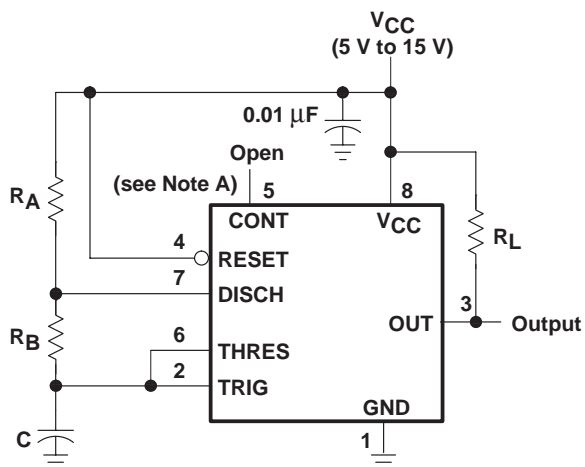 VCC
(5 V to 15 V)
0.01 μF
Open
(see Note A)
5
8
RA
CONT
VCC
RL
4
RESET
7
DISCH
3
OUT
Output
RB
6
THRES
2
TRIG
GND
C
1